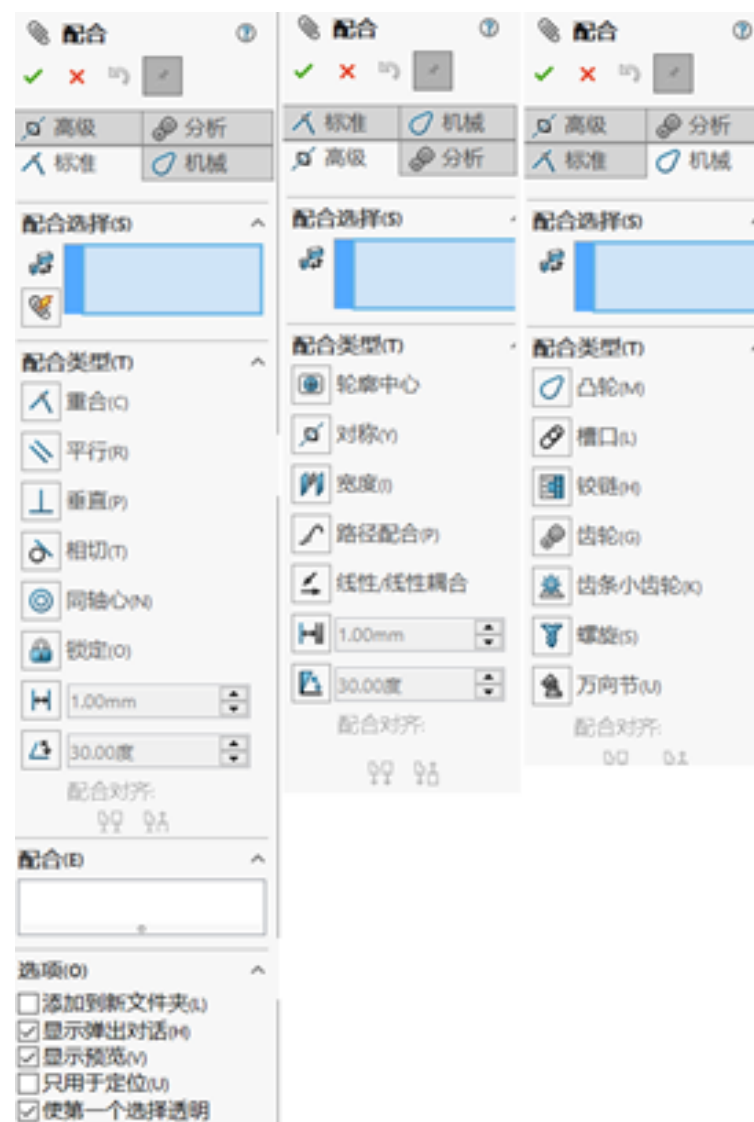 配合
高级 分析
标准 机械
配合选择(S)
配合类型(T)
重合(C)
平行(R)
垂直(P)
相切(T)
同轴心(N)
锁定(O)
1.00mm
30.00度
配合对齐:
配合(E)
选项(O)
添加到新文件夹(L)
显示弹出对话(H)
显示预览(V)
只用于定位(U)
使第一个选择透明
配合
标准 机械
高级 分析
配合选择(S)
配合类型(T)
轮廓中心
对称(Y)
宽度(I)
路径配合(P)
线性/线性耦合
1.00mm
30.00度
配合对齐:
配合
高级 分析
标准 机械
配合选择(S)
配合类型(T)
凸轮(M)
槽口(L)
铰链(H)
齿轮(G)
齿条小齿轮(K)
螺旋(S)
万向节(U)
配合对齐: